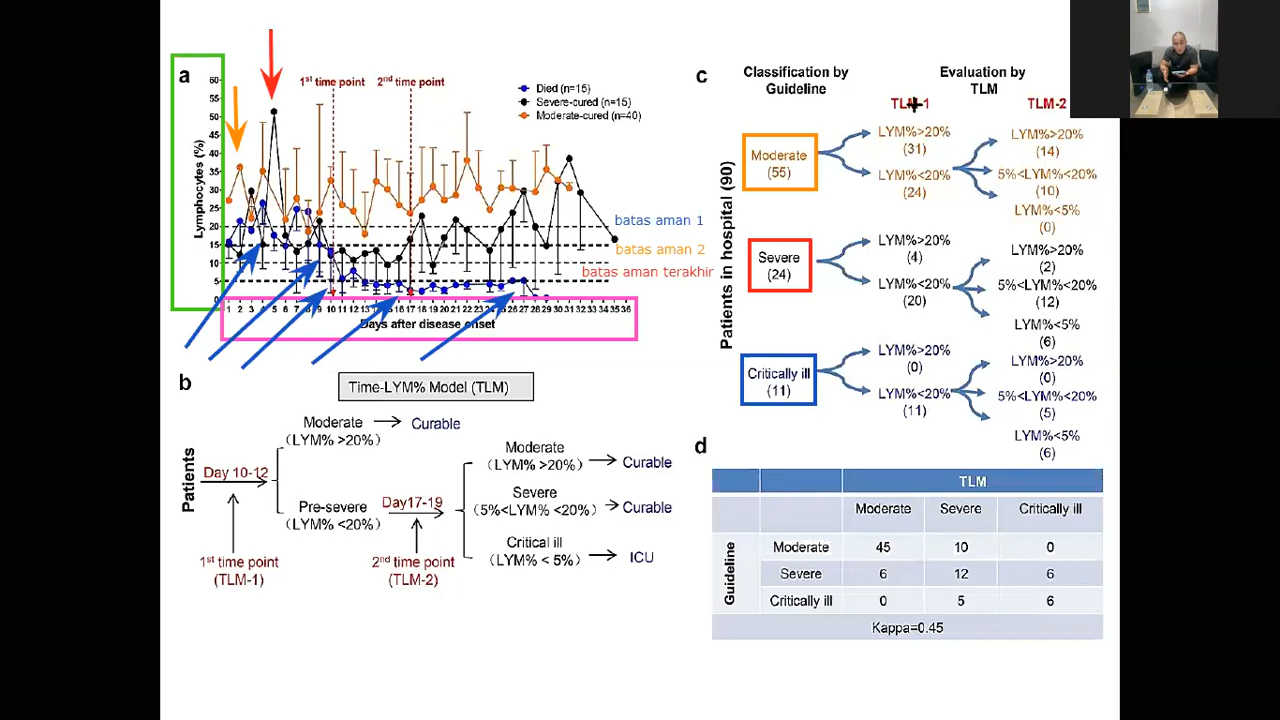 a
1st time point
2nd time point
Died (n=15)
Severe-cured (n=15)
Moderate-cured (n=40)
Lymphocytes (%)
60
55
50
45
40
35
30
25
20
15
10
5
batas aman 1
batas aman 2
batas aman terakhir
1 2 3 4 5 6 7 8 9 10 11 12 13 14 15 16 17 18 19 20 21 22 23 24 25 26 27 28 29 30 31 32 33 34 35 36
Days after disease onset
b
Time-LYM% Model (TLM)
Patients
Day 10-12
1st time point
(TLM-1)
Moderate
(LYM% >20%)
Curable
Pre-severe
(LYM% <20%)
Day17-19
2nd time point
(TLM-2)
Moderate
(LYM% >20%)
Curable
Severe
(5%<LYM% <20%)
Curable
Critical ill
(LYM% < 5%)
ICU
c
Classification by
Guideline
Evaluation by
TLM
TLM-1
TLM-2
Patients in hospital (90)
Moderate
(55)
LYM%>20%
(31)
LYM%<20%
(24)
LYM%>20%
(14)
5%<LYM%<20%
(10)
LYM%<5%
(0)
Severe
(24)
LYM%>20%
(4)
LYM%<20%
(20)
LYM%>20%
(2)
5%<LYM%<20%
(12)
LYM%<5%
(6)
Critically ill
(11)
LYM%>20%
(0)
LYM%<20%
(11)
LYM%>20%
(0)
5%<LYM%<20%
(5)
LYM%<5%
(6)
d
TLM
Moderate Severe Critically ill
Guideline
Moderate 45 10 0
Severe 6 12 6
Critically ill 0 5 6
Kappa=0.45